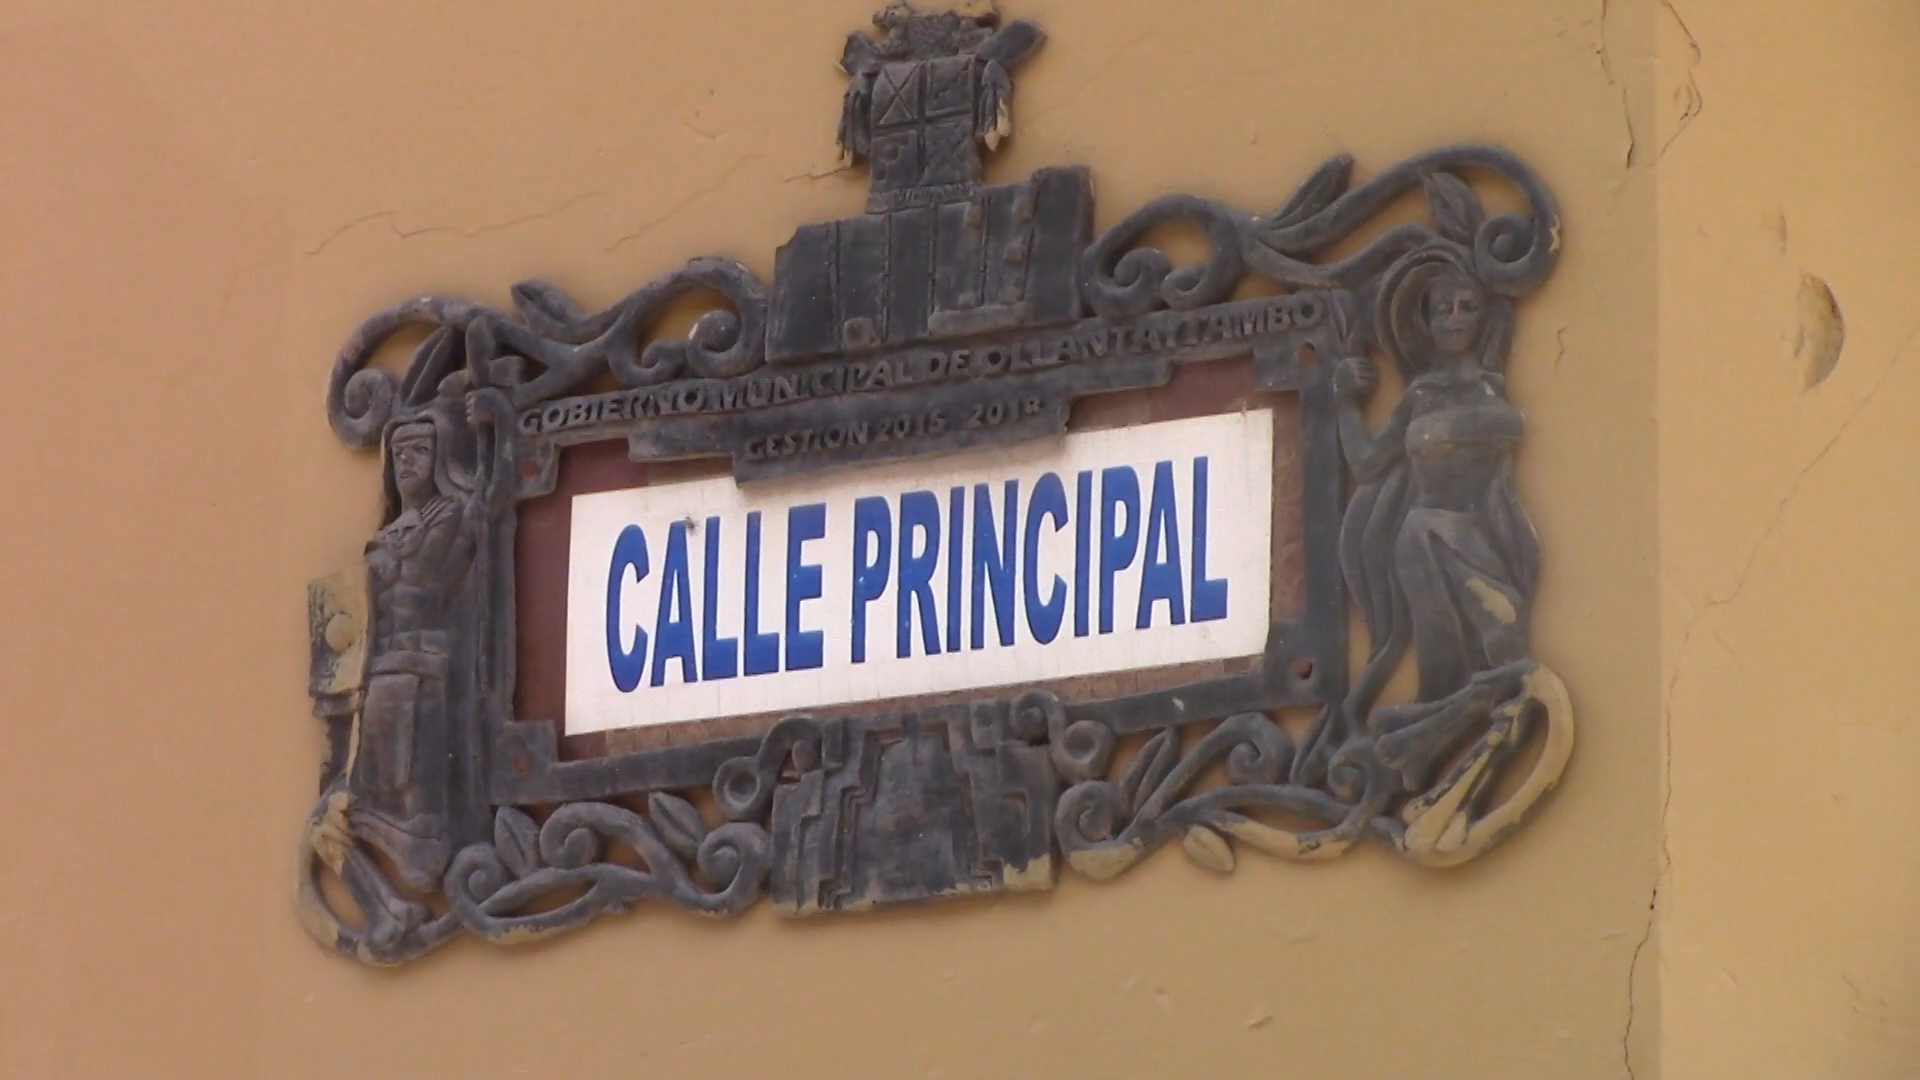 GOBIERNO MUNICIPAL DE OLLANTAYTAMBO
GESTION 2015 2018
CALLE PRINCIPAL